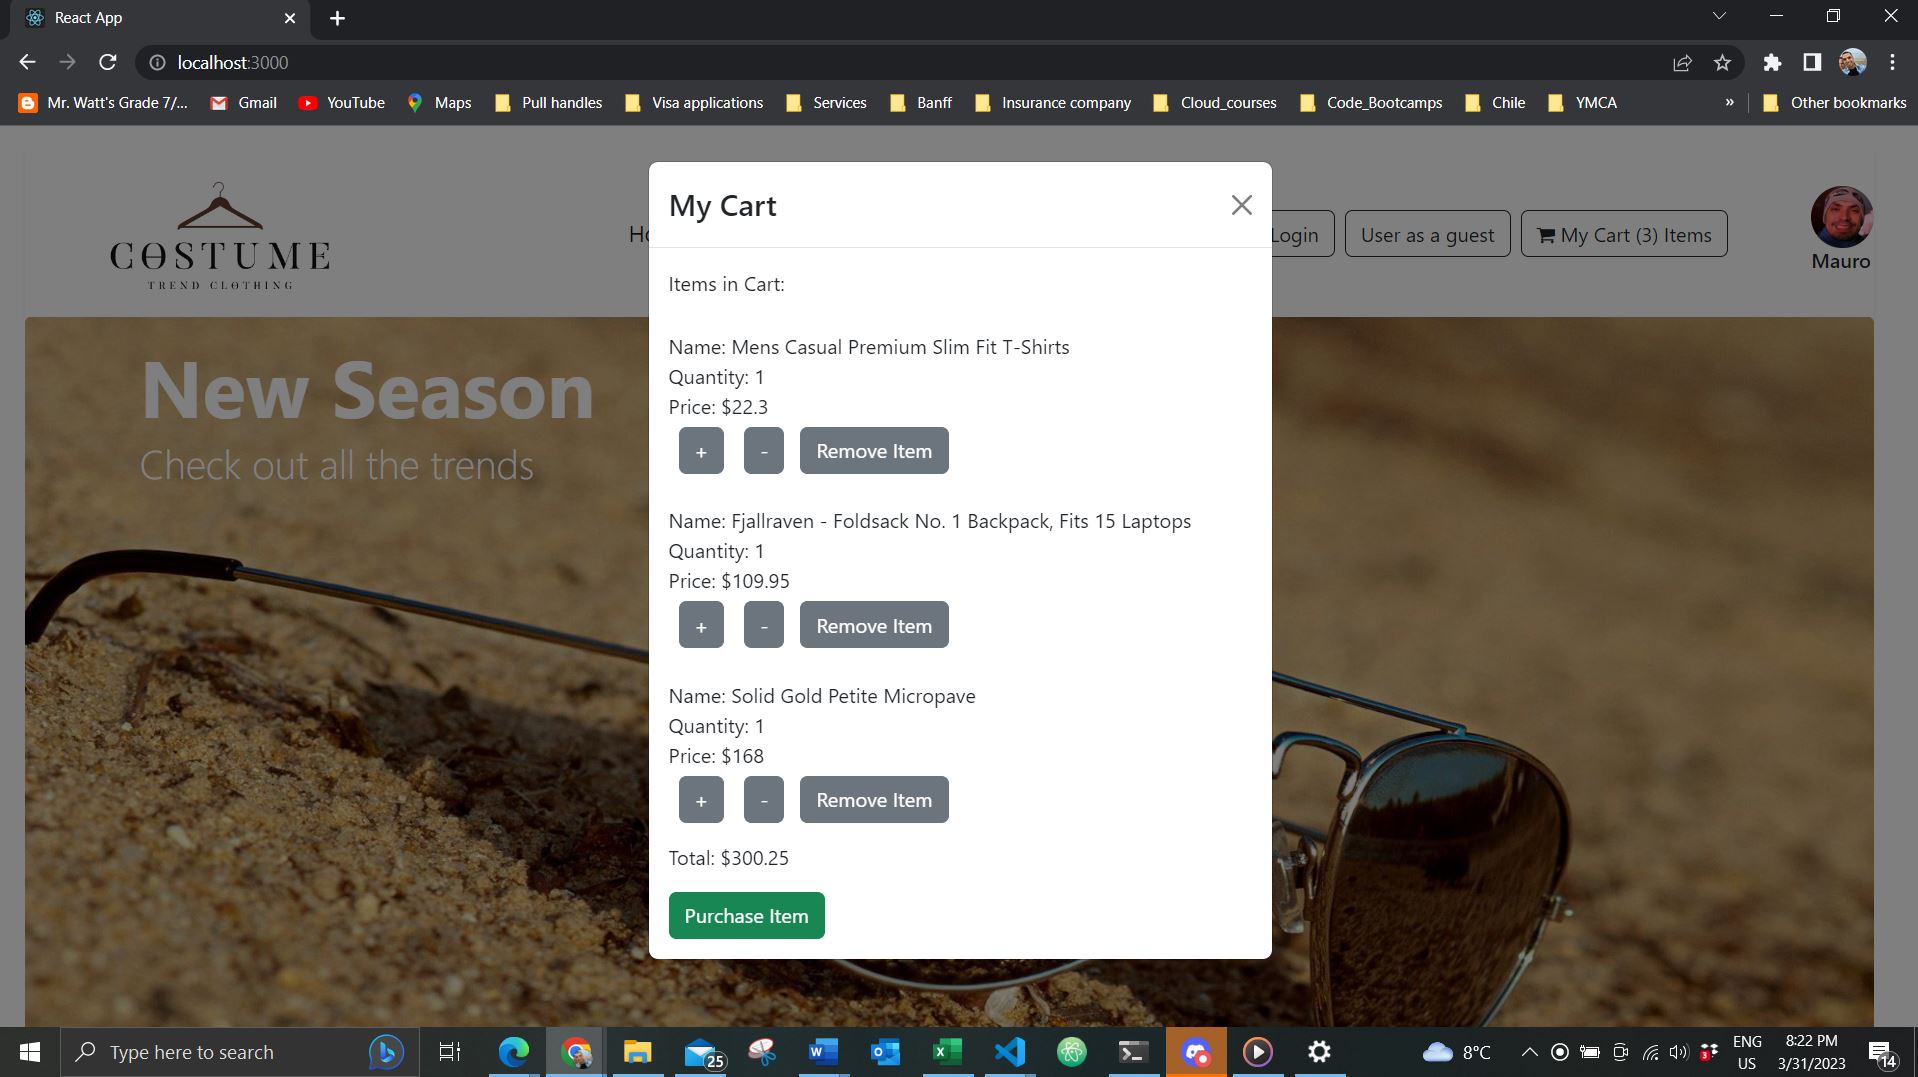 React App
localhost:3000
Mr. Watt's Grade 7/...
Gmail
YouTube
Maps
Pull handles
Visa applications
Services
Banff
Insurance company
Cloud_courses
Code_Bootcamps
Chile
YMCA
»
Other bookmarks
COSTUME
TREND CLOTHING
Login
User as a guest
My Cart (3) Items
Mauro
New Season
Check out all the trends
My Cart
Items in Cart:
Name: Mens Casual Premium Slim Fit T-Shirts
Quantity: 1
Price: $22.3
+ - Remove Item
Name: Fjallraven - Foldsack No. 1 Backpack, Fits 15 Laptops
Quantity: 1
Price: $109.95
+ - Remove Item
Name: Solid Gold Petite Micropave
Quantity: 1
Price: $168
+ - Remove Item
Total: $300.25
Purchase Item
Type here to search
25
8°C
3
ENG
US
8:22 PM
3/31/2023
14